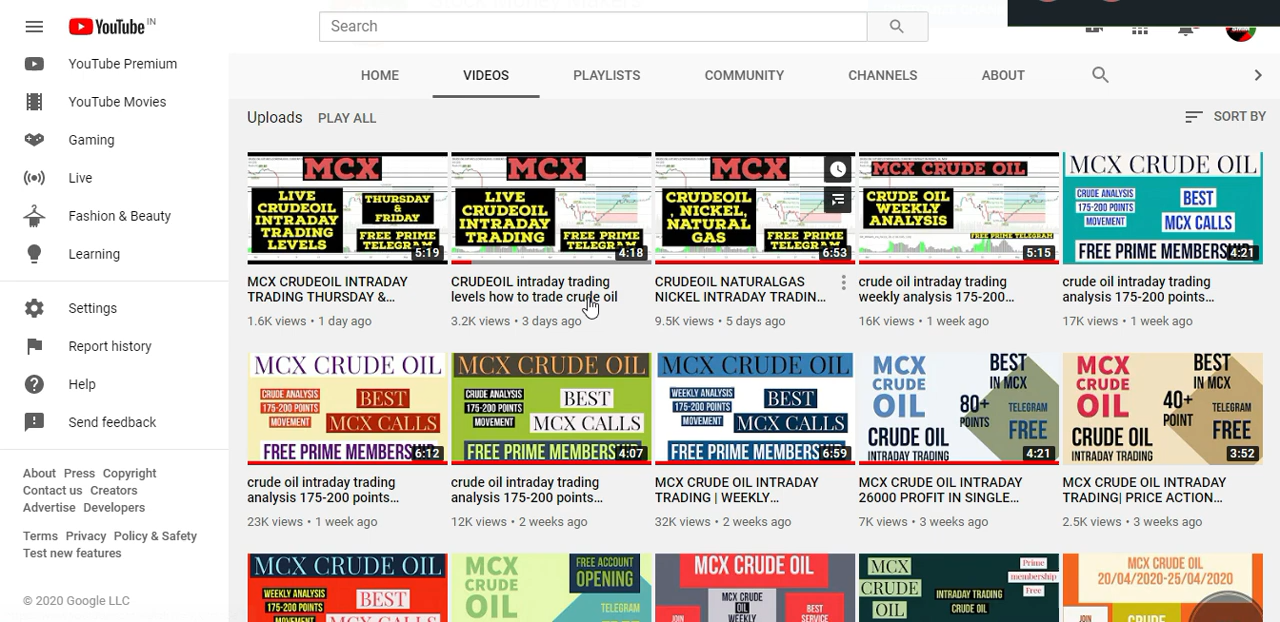 YouTube IN
Search
YouTube Premium
YouTube Movies
Gaming
Live
Fashion & Beauty
Learning
Settings
Report history
Help
Send feedback
About Press Copyright
Contact us Creators
Advertise Developers
Terms Privacy Policy & Safety
Test new features
© 2020 Google LLC
HOME VIDEOS PLAYLISTS COMMUNITY CHANNELS ABOUT
Uploads PLAY ALL SORT BY
MCX
LIVE
CRUDEOIL
INTRADAY
TRADING
LEVELS
THURSDAY
&
FRIDAY
FREE PRIME
TELEGRAM
5:19
MCX CRUDEOIL INTRADAY
TRADING THURSDAY &...
1.6K views • 1 day ago
MCX
LIVE
CRUDEOIL
INTRADAY
TRADING
FREE PRIME
TELEGRAM
4:18
CRUDEOIL intraday trading
levels how to trade crude oil
3.2K views • 3 days ago
MCX
CRUDEOIL
, NICKEL,
NATURAL
GAS
FREE PRIME
TELEGRAM
6:53
CRUDEOIL NATURALGAS
NICKEL INTRADAY TRADIN...
9.5K views • 5 days ago
MCX CRUDE OIL
CRUDE OIL
WEEKLY
ANALYSIS
FREE PRIME TELEGRAM
5:15
crude oil intraday trading
weekly analysis 175-200...
16K views • 1 week ago
MCX CRUDE OIL
CRUDE ANALYSIS
175-200 POINTS
MOVEMENT
BEST
MCX CALLS
FREE PRIME MEMBERSHIP
4:21
crude oil intraday trading
analysis 175-200 points...
17K views • 1 week ago
MCX CRUDE OIL
CRUDE ANALYSIS
175-200 POINTS
MOVEMENT
BEST
MCX CALLS
FREE PRIME MEMBERSHIP
6:12
crude oil intraday trading
analysis 175-200 points...
23K views • 1 week ago
MCX CRUDE OIL
CRUDE ANALYSIS
175-200 POINTS
MOVEMENT
BEST
MCX CALLS
FREE PRIME MEMBERSHIP
4:07
crude oil intraday trading
analysis 175-200 points...
12K views • 2 weeks ago
MCX CRUDE OIL
WEEKLY ANALYSIS
175-200 POINTS
MOVEMENT
BEST
MCX CALLS
FREE PRIME MEMBERSHIP
6:59
MCX CRUDE OIL INTRADAY
TRADING | WEEKLY...
32K views • 2 weeks ago
MCX
CRUDE
OIL
BEST
IN MCX
80+
POINTS
TELEGRAM
FREE
CRUDE OIL
INTRADAY TRADING
4:21
MCX CRUDE OIL INTRADAY
26000 PROFIT IN SINGLE...
7K views • 3 weeks ago
MCX
CRUDE
OIL
BEST
IN MCX
40+
POINT
TELEGRAM
FREE
CRUDE OIL
INTRADAY TRADING
3:52
MCX CRUDE OIL INTRADAY
TRADING| PRICE ACTION...
2.5K views • 3 weeks ago
MCX CRUDE OIL
WEEKLY ANALYSIS
175-200 POINTS
MOVEMENT
BEST
MCX
CRUDE
OIL
FREE ACCOUNT
OPENING
TELEGRAM
MCX CRUDE OIL
JOIN
MCX CRUDE
OIL
WEEKLY
BEST
SERVICE
MCX
CRUDE
OIL
INTRADAY TRADING
CRUDE OIL
Prime
membership
Free
MCX CRUDE OIL
20/04/2020-25/04/2020
JOIN
CRUDE